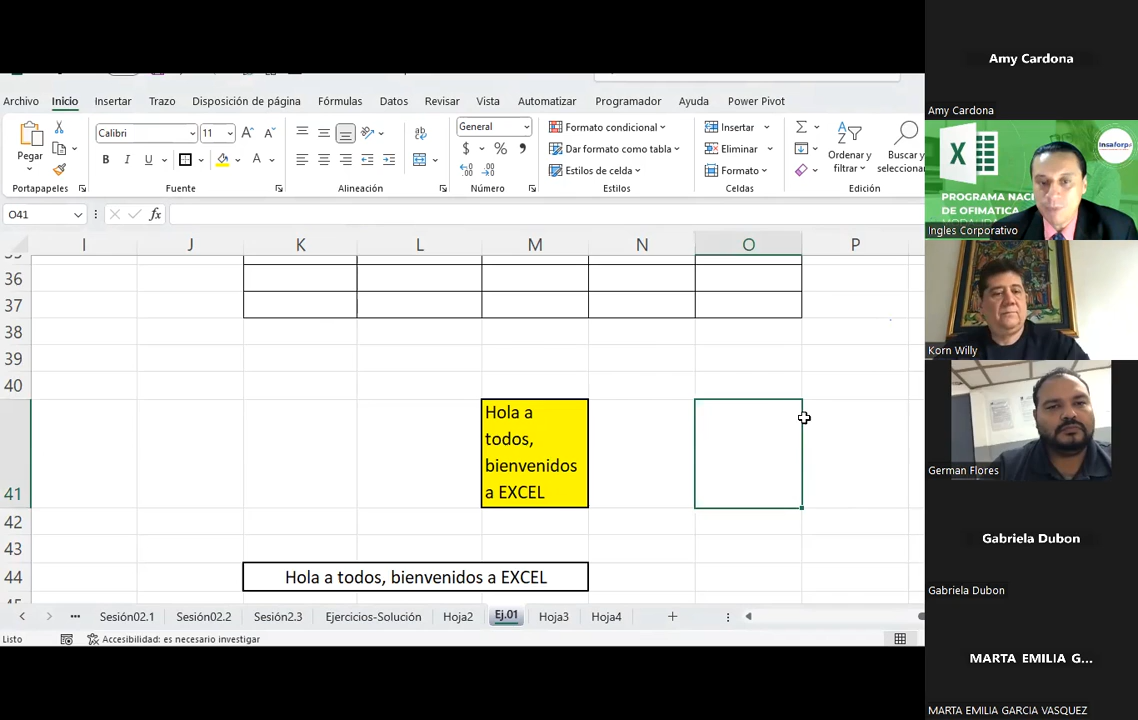 Archivo Inicio Insertar Trazo Disposición de página Fórmulas Datos Revisar Vista Automatizar Programador Ayuda Power Pivot
Pegar
Calibri 11
N K S
General
$ % ,
Formato condicional
Dar formato como tabla
Estilos de celda
Insertar
Eliminar
Formato
Ordenar y
filtrar
Buscar y
selecciona
Portapapeles Fuente Alineación Número Estilos Celdas Edición
O41 fx
I J K L M N O P
36
37
38
39
40
Hola a
todos,
bienvenidos
a EXCEL
41
42
43
44 Hola a todos, bienvenidos a EXCEL
Sesión02.1 Sesión02.2 Sesión2.3 Ejercicios-Solución Hoja2 Ej.01 Hoja3 Hoja4
Listo Accesibilidad: es necesario investigar
Amy Cardona
Amy Cardona
X
insaforp
PROGRAMA NAC
DE OFIMÁTICA
Ingles Corporativo
Korn Willy
German Flores
Gabriela Dubon
Gabriela Dubon
MARTA EMILIA G...
MARTA EMILIA GARCIA VASQUEZ